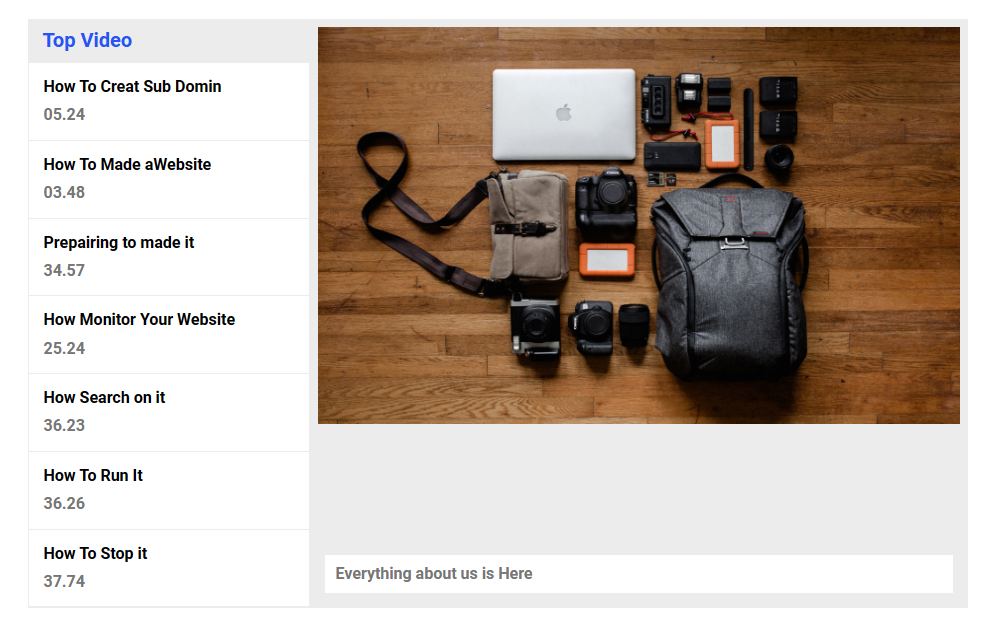 Top Video
How To Creat Sub Domin
05.24
How To Made aWebsite
03.48
Prepairing to made it
34.57
How Monitor Your Website
25.24
How Search on it
36.23
How To Run It
36.26
How To Stop it
37.74
Everything about us is Here